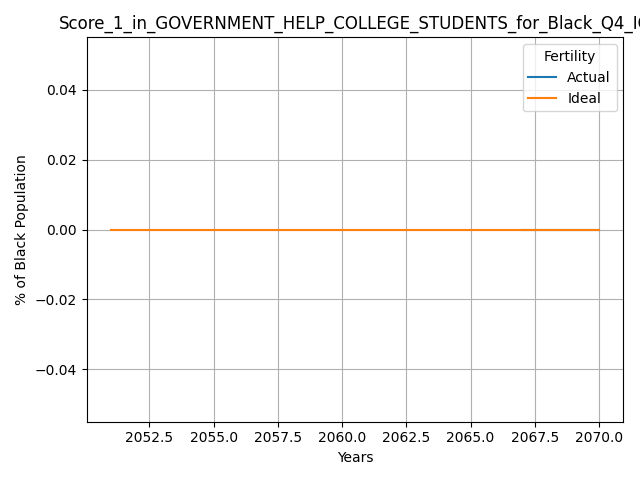 Score_1_in_GOVERNMENT_HELP_COLLEGE_STUDENTS_for_Black_Q4_I
Fertility
Actual
Ideal
0.04
0.02
0.00
−0.02
−0.04
% of Black Population
2052.5 2055.0 2057.5 2060.0 2062.5 2065.0 2067.5 2070.0
Years